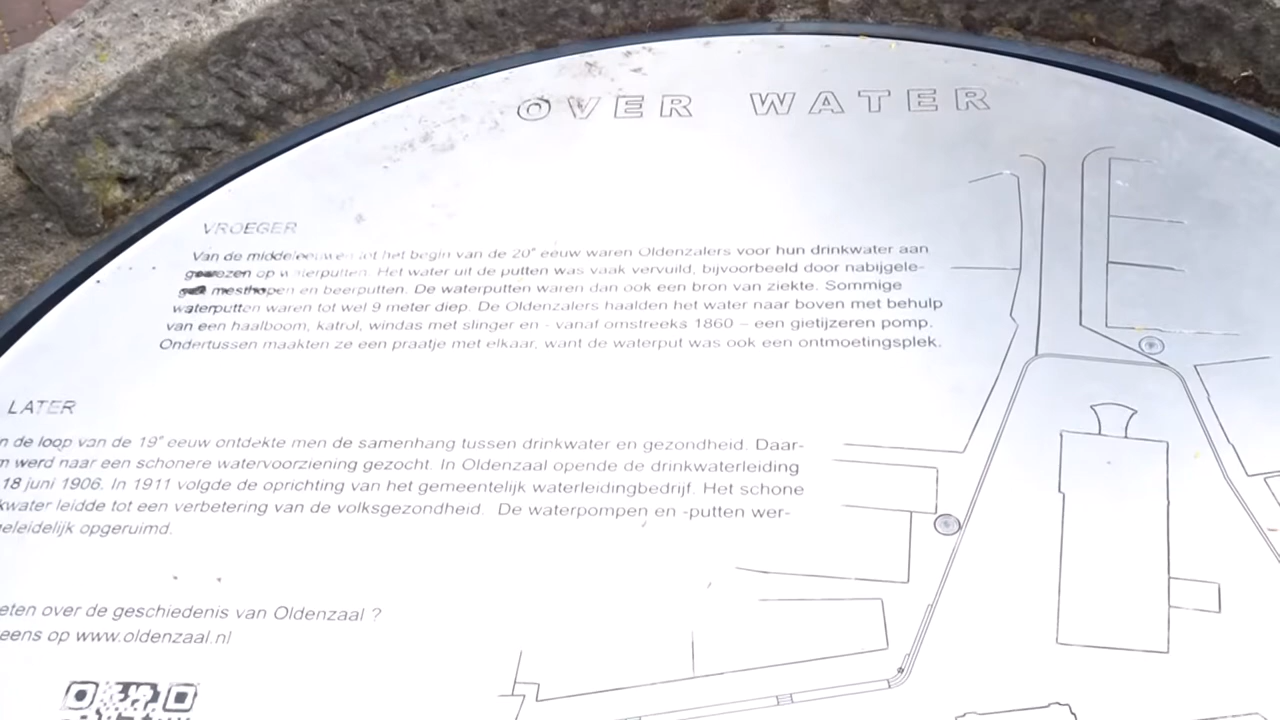 OVER WATER
VROEGER
Van de middeleeuwen tot het begin van de 20e eeuw waren Oldenzalers voor hun drinkwater aan
gewezen op waterputten. Het water uit de putten was vaak vervuild, bijvoorbeeld door nabijgele-
gen mesthopen en beerputten. De waterputten waren dan ook een bron van ziekte. Sommige
waterputten waren tot wel 9 meter diep. De Oldenzalers haalden het water naar boven met behulp
van een haalboom, katrol, windas met slinger en - vanaf omstreeks 1860 – een gietijzeren pomp.
Ondertussen maakten ze een praatje met elkaar, want de waterput was ook een ontmoetingsplek.
LATER
n de loop van de 19e eeuw ontdekte men de samenhang tussen drinkwater en gezondheid. Daar-
m werd naar een schonere watervoorziening gezocht. In Oldenzaal opende de drinkwaterleiding
18 juni 1906. In 1911 volgde de oprichting van het gemeentelijk waterleidingbedrijf. Het schone
kwater leidde tot een verbetering van de volksgezondheid. De waterpompen en -putten wer-
geleidelijk opgeruimd.
eten over de geschiedenis van Oldenzaal ?
eens op www.oldenzaal.nl